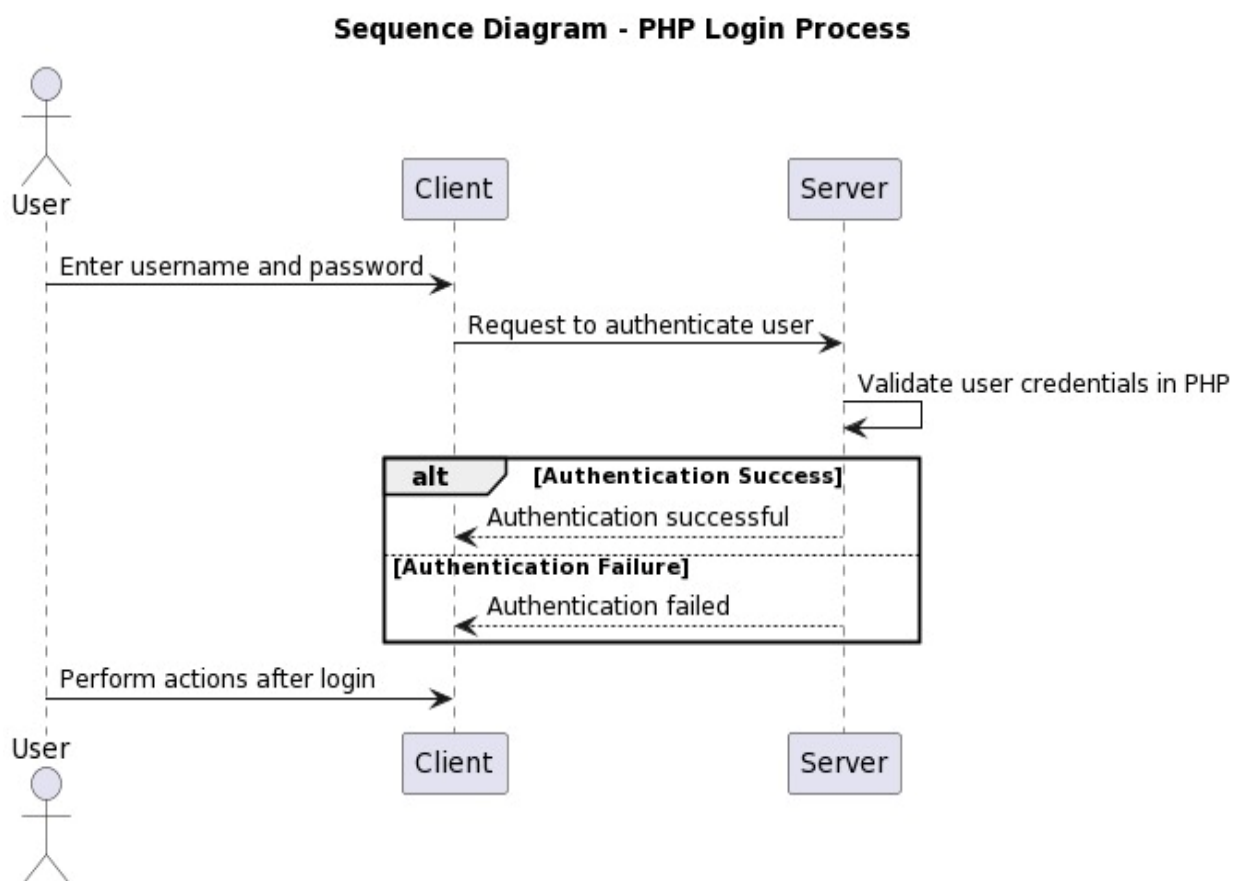 Sequence Diagram - PHP Login Process
User
Client
Server
Enter username and password
Request to authenticate user
Validate user credentials in PHP
alt
[Authentication Success]
Authentication successful
[Authentication Failure]
Authentication failed
Perform actions after login
User
Client
Server